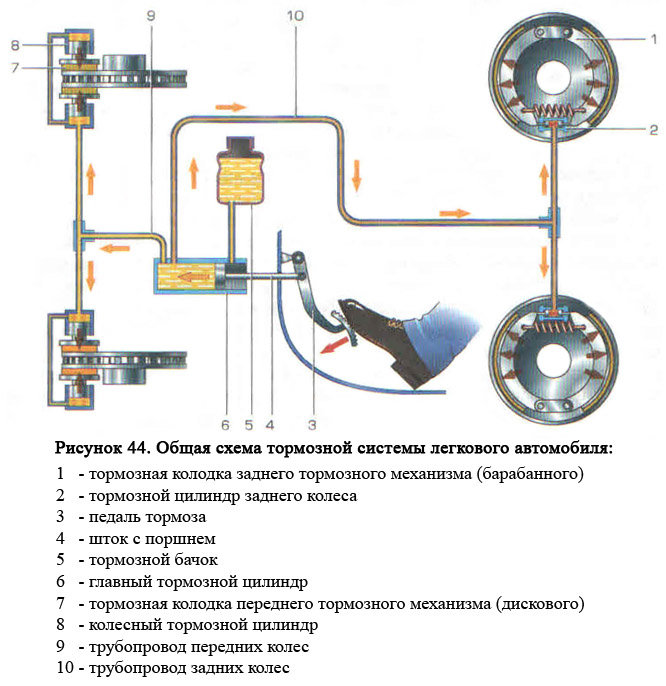 9 10
8
7
1
2
6 5 4 3
Рисунок 44. Общая схема тормозной системы легкового автомобиля:
1 - тормозная колодка заднего тормозного механизма (барабанного)
2 - тормозной цилиндр заднего колеса
3 - педаль тормоза
4 - шток с поршнем
5 - тормозной бачок
6 - главный тормозной цилиндр
7 - тормозная колодка переднего тормозного механизма (дискового)
8 - колесный тормозной цилиндр
9 - трубопровод передних колес
10 - трубопровод задних колес